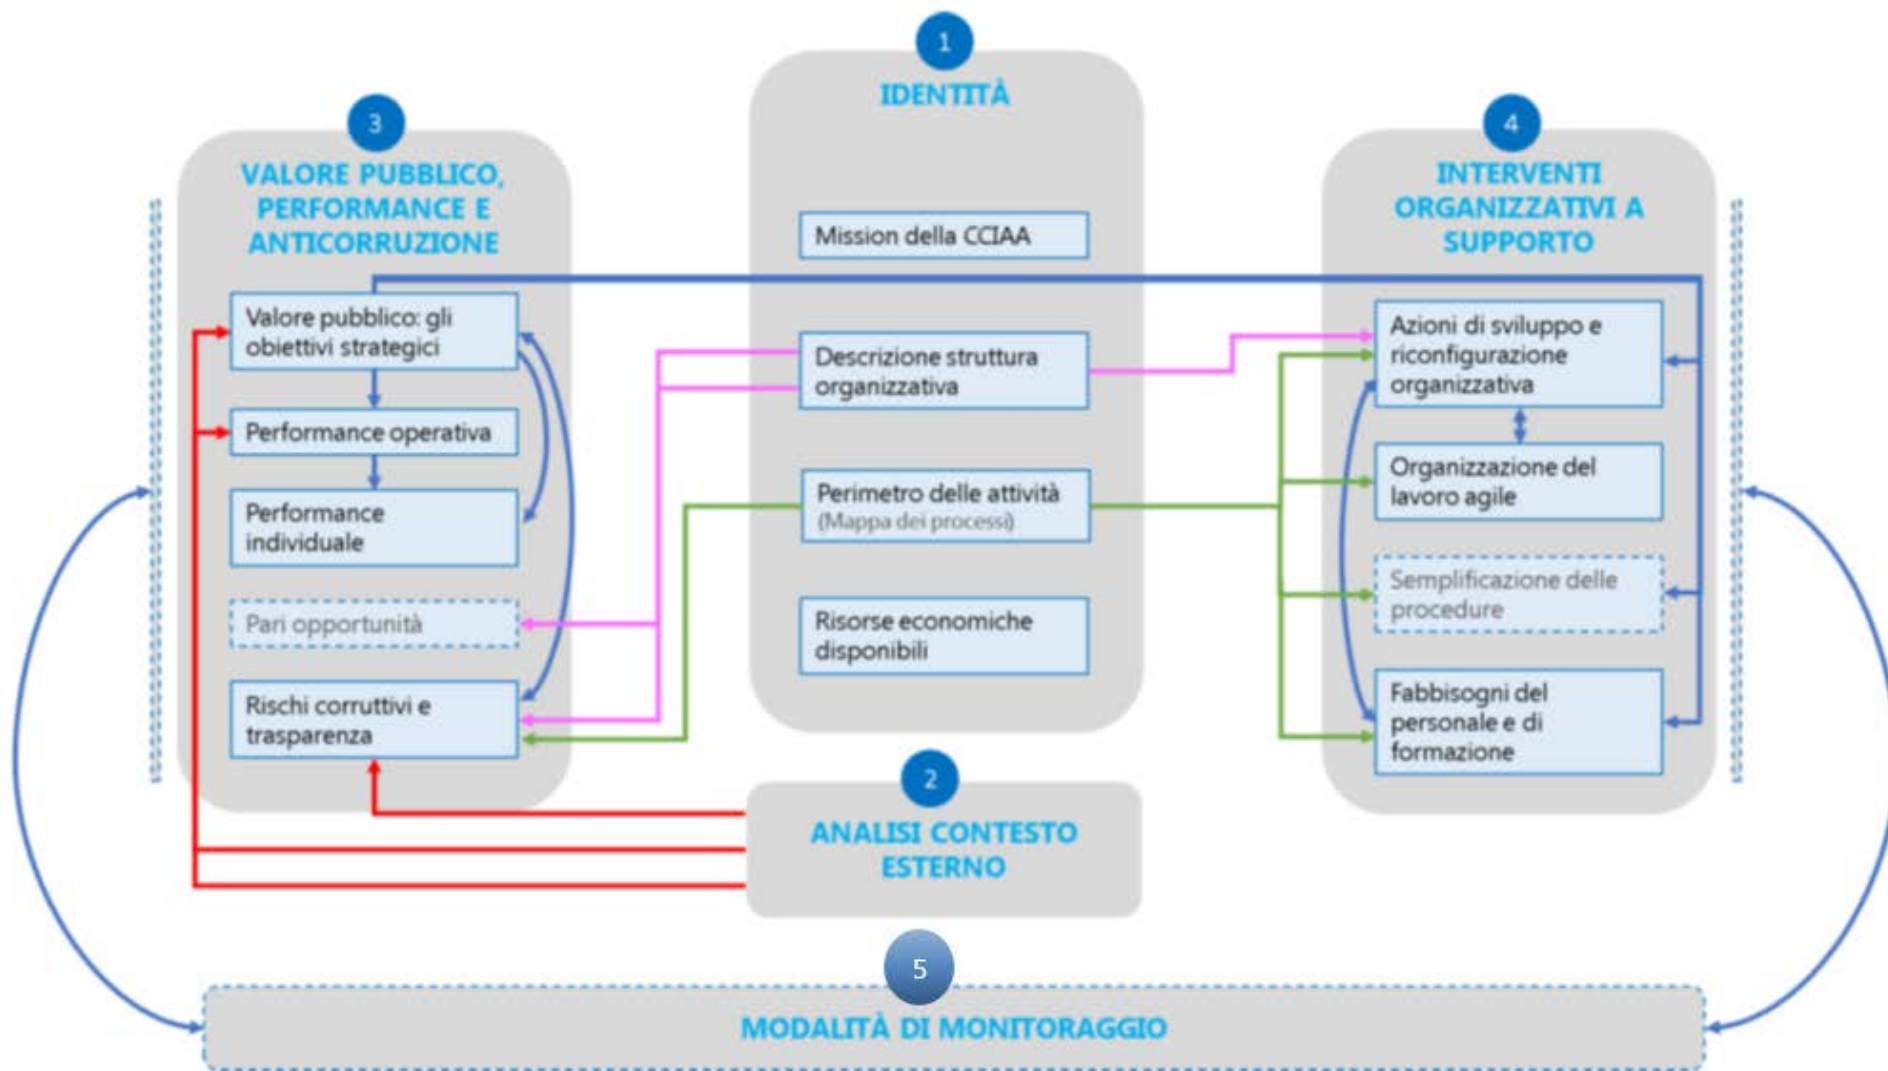 1
IDENTITÀ
Mission della CCIAA
Descrizione struttura
organizzativa
Perimetro delle attività
(Mappa dei processi)
Risorse economiche
disponibili
2
ANALISI CONTESTO
ESTERNO
3
VALORE PUBBLICO,
PERFORMANCE E
ANTICORRUZIONE
Valore pubblico: gli
obiettivi strategici
Performance operativa
Performance
individuale
Pari opportunità
Rischi corruttivi e
trasparenza
4
INTERVENTI
ORGANIZZATIVI A
SUPPORTO
Azioni di sviluppo e
riconfigurazione
organizzativa
Organizzazione del
lavoro agile
Semplificazione delle
procedure
Fabbisogni del
personale e di
formazione
5
MODALITÀ DI MONITORAGGIO